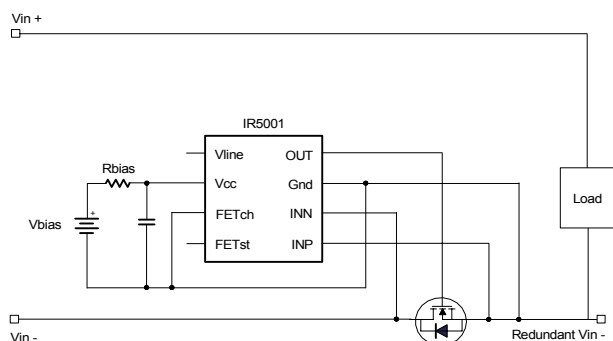 Vin +
IR5001
Vline
OUT
Rbias
Vcc
Gnd
Load
Vbias
+
FETch
INN
FETst
INP
Vin -
Redundant Vin -